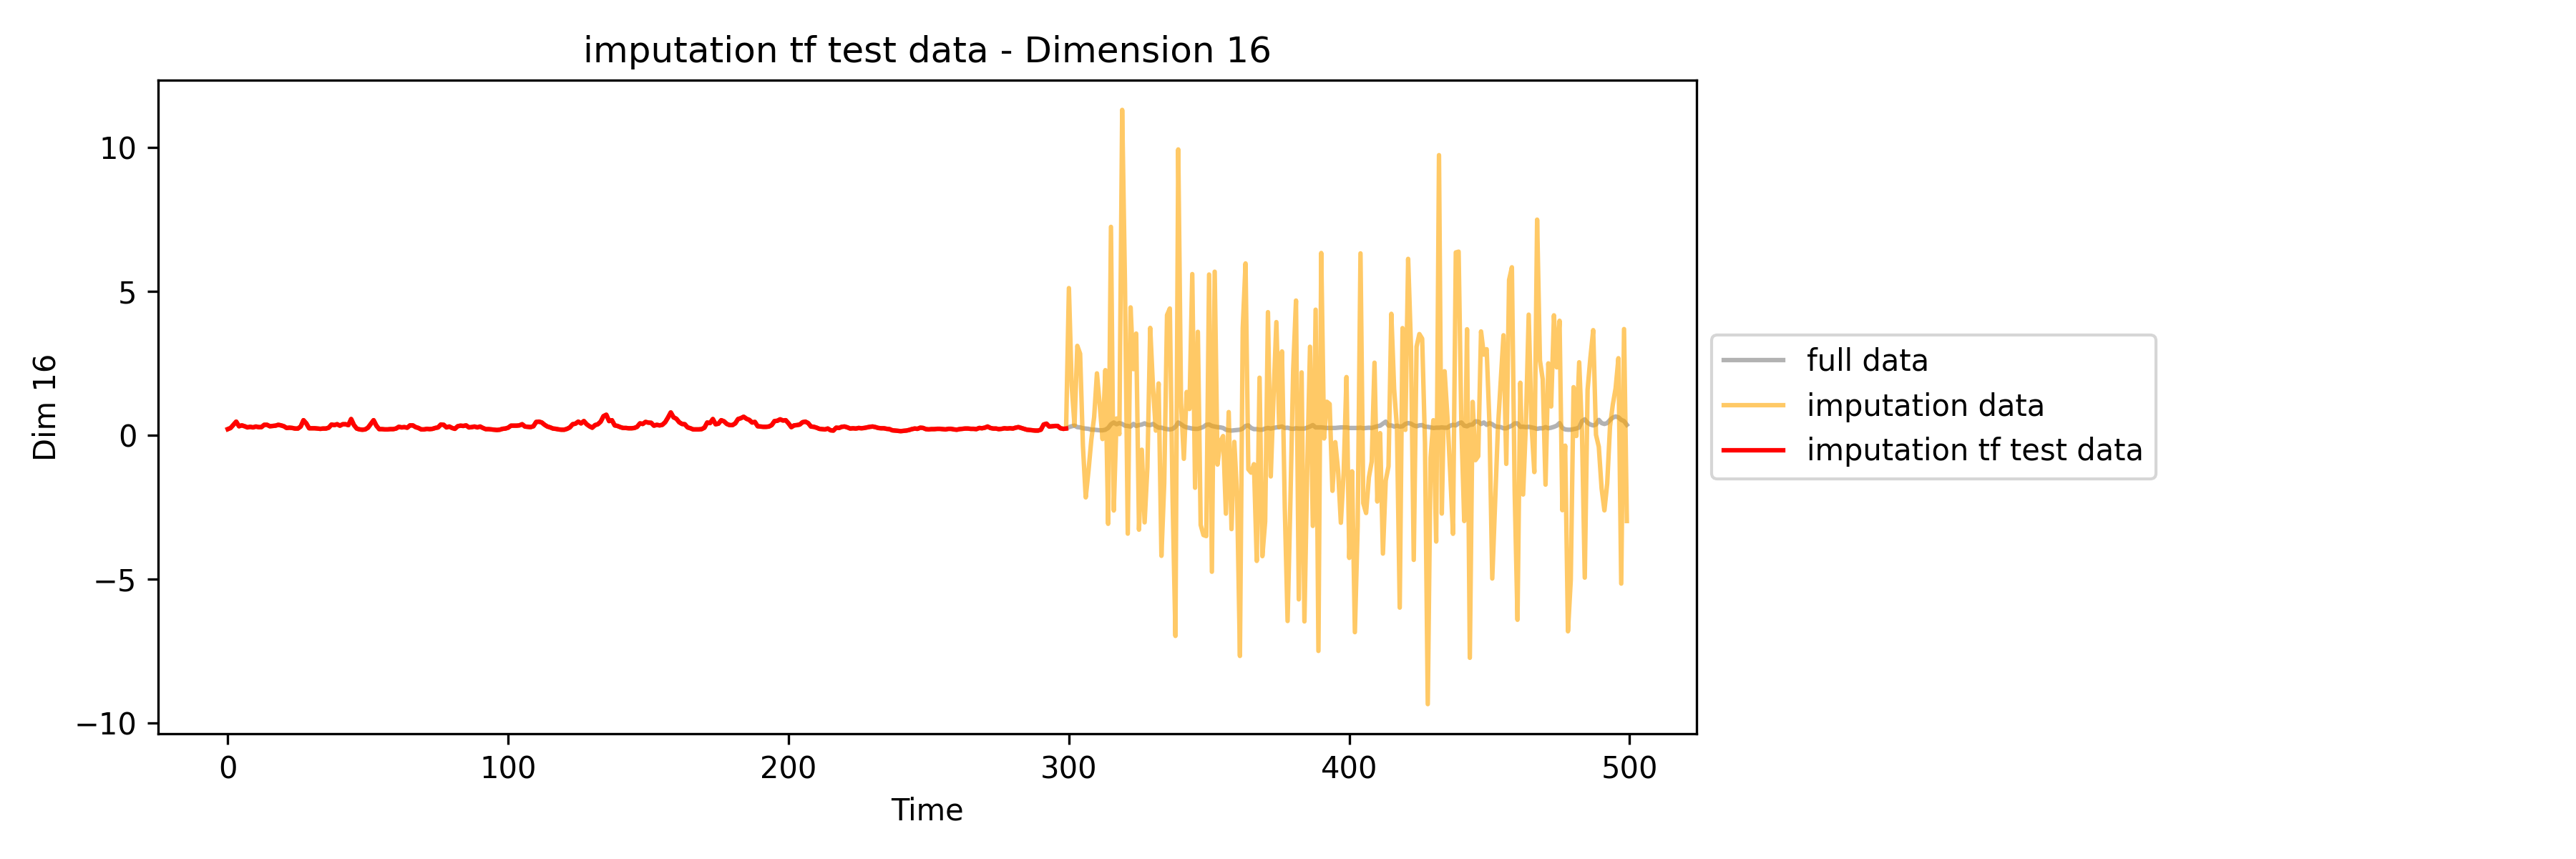 imputation tf test data - Dimension 16
10
5
0
−5
−10
Dim 16
0
100
200
300
400
500
Time
full data
imputation data
imputation tf test data